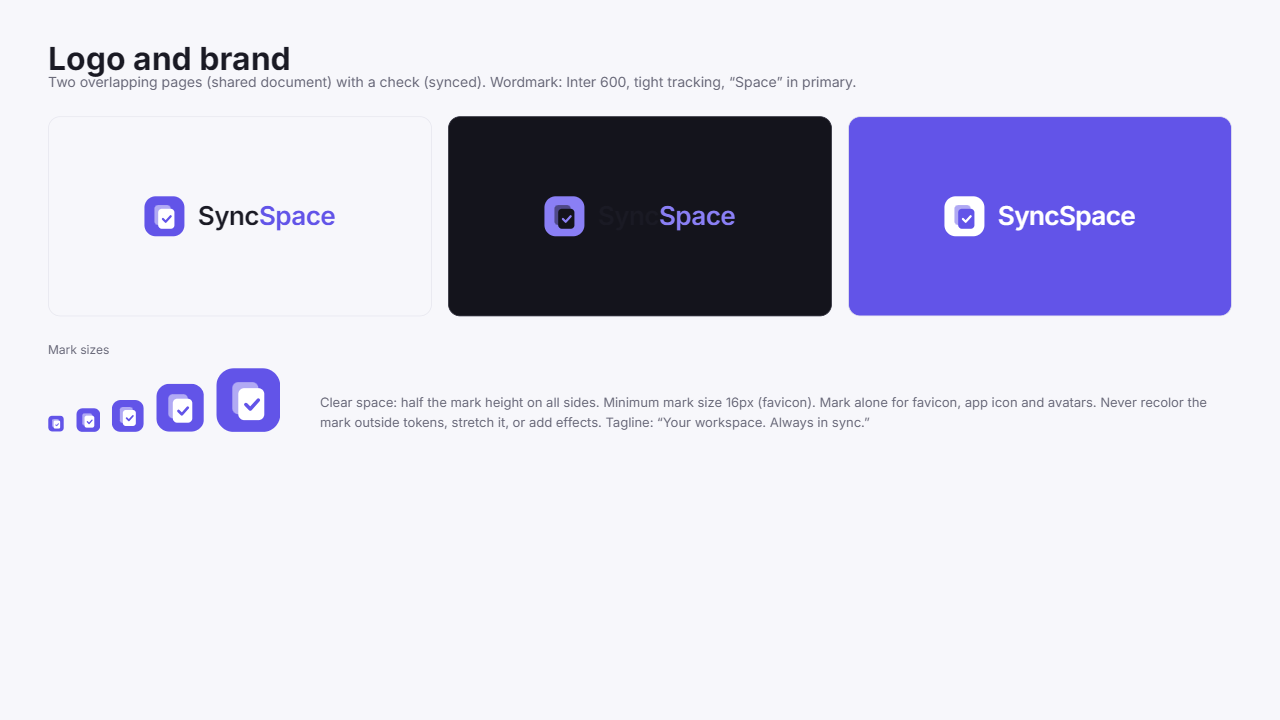 Logo and brand
Two overlapping pages (shared document) with a check (synced). Wordmark: Inter 600, tight tracking, “Space” in primary.
SyncSpace
SyncSpace
SyncSpace
Mark sizes
Clear space: half the mark height on all sides. Minimum mark size 16px (favicon). Mark alone for favicon, app icon and avatars. Never recolor the
mark outside tokens, stretch it, or add effects. Tagline: “Your workspace. Always in sync.”